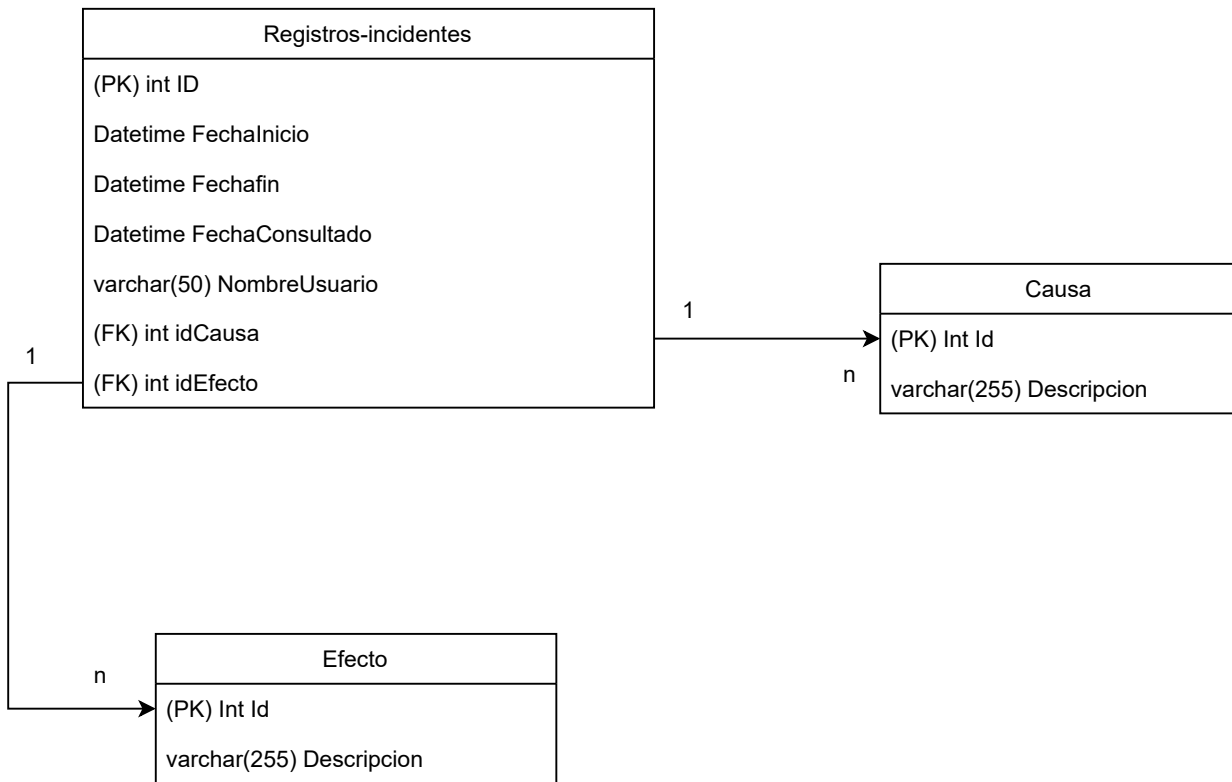 Registros-incidentes
(PK) int ID
Datetime FechaInicio
Datetime Fechafin
Datetime FechaConsultado
varchar(50) NombreUsuario
(FK) int idCausa
(FK) int idEfecto
1
n
Causa
(PK) Int Id
varchar(255) Descripcion
1
n
Efecto
(PK) Int Id
varchar(255) Descripcion